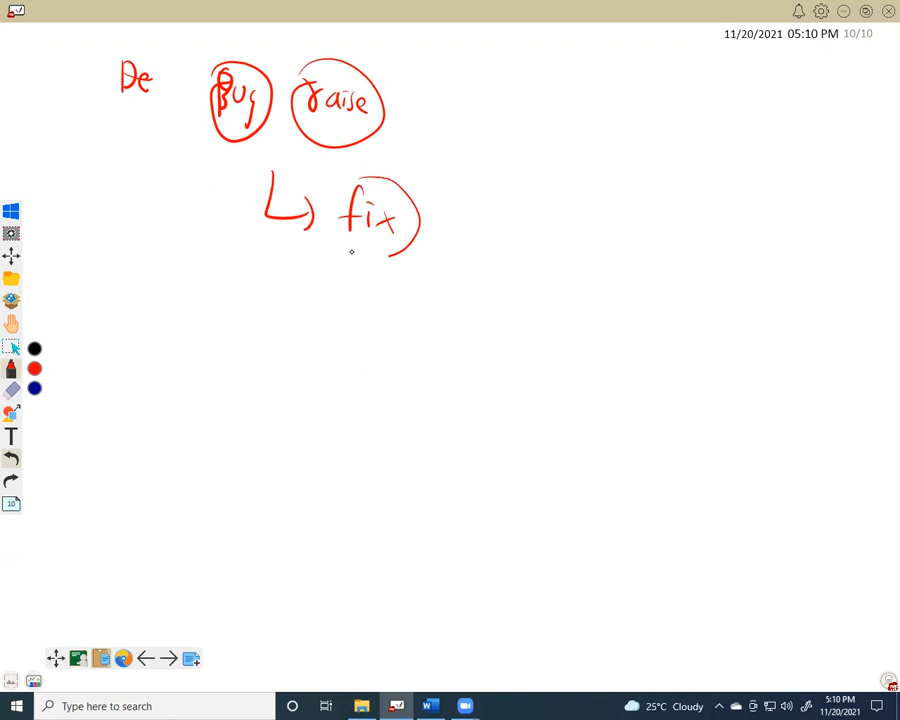 11/20/2021 05:10 PM 10/10
De Bug raise
fix
T
10
Type here to search
25°C Cloudy
5:10 PM
11/20/2021